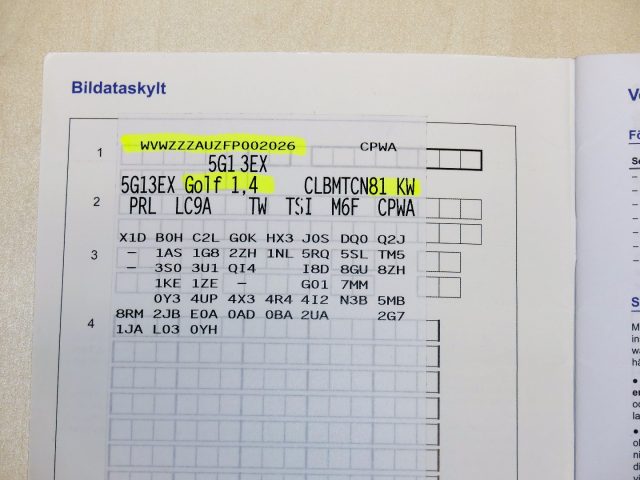 Bildataskylt
1 WVWZZZAUZFP002026 CPWA
5G1 3EX
5G13EX Golf 1,4 CLBMTCN81 KW
2 PRL LC9A TW TSI M6F CPWA
X1D B0H C2L G0K HX3 J0S DQ0 Q2J
3 – 1AS 1G8 2ZH 1NL 5RQ 5SL TM5
– 3S0 3U1 QI4 I8D 8GU 8ZH
1KE 1ZE – G01 7MM
0Y3 4UP 4X3 4R4 4I2 N3B 5MB
8RM 2JB E0A 0AD 0BA 2UA 2G7
4 1JA L03 0YH